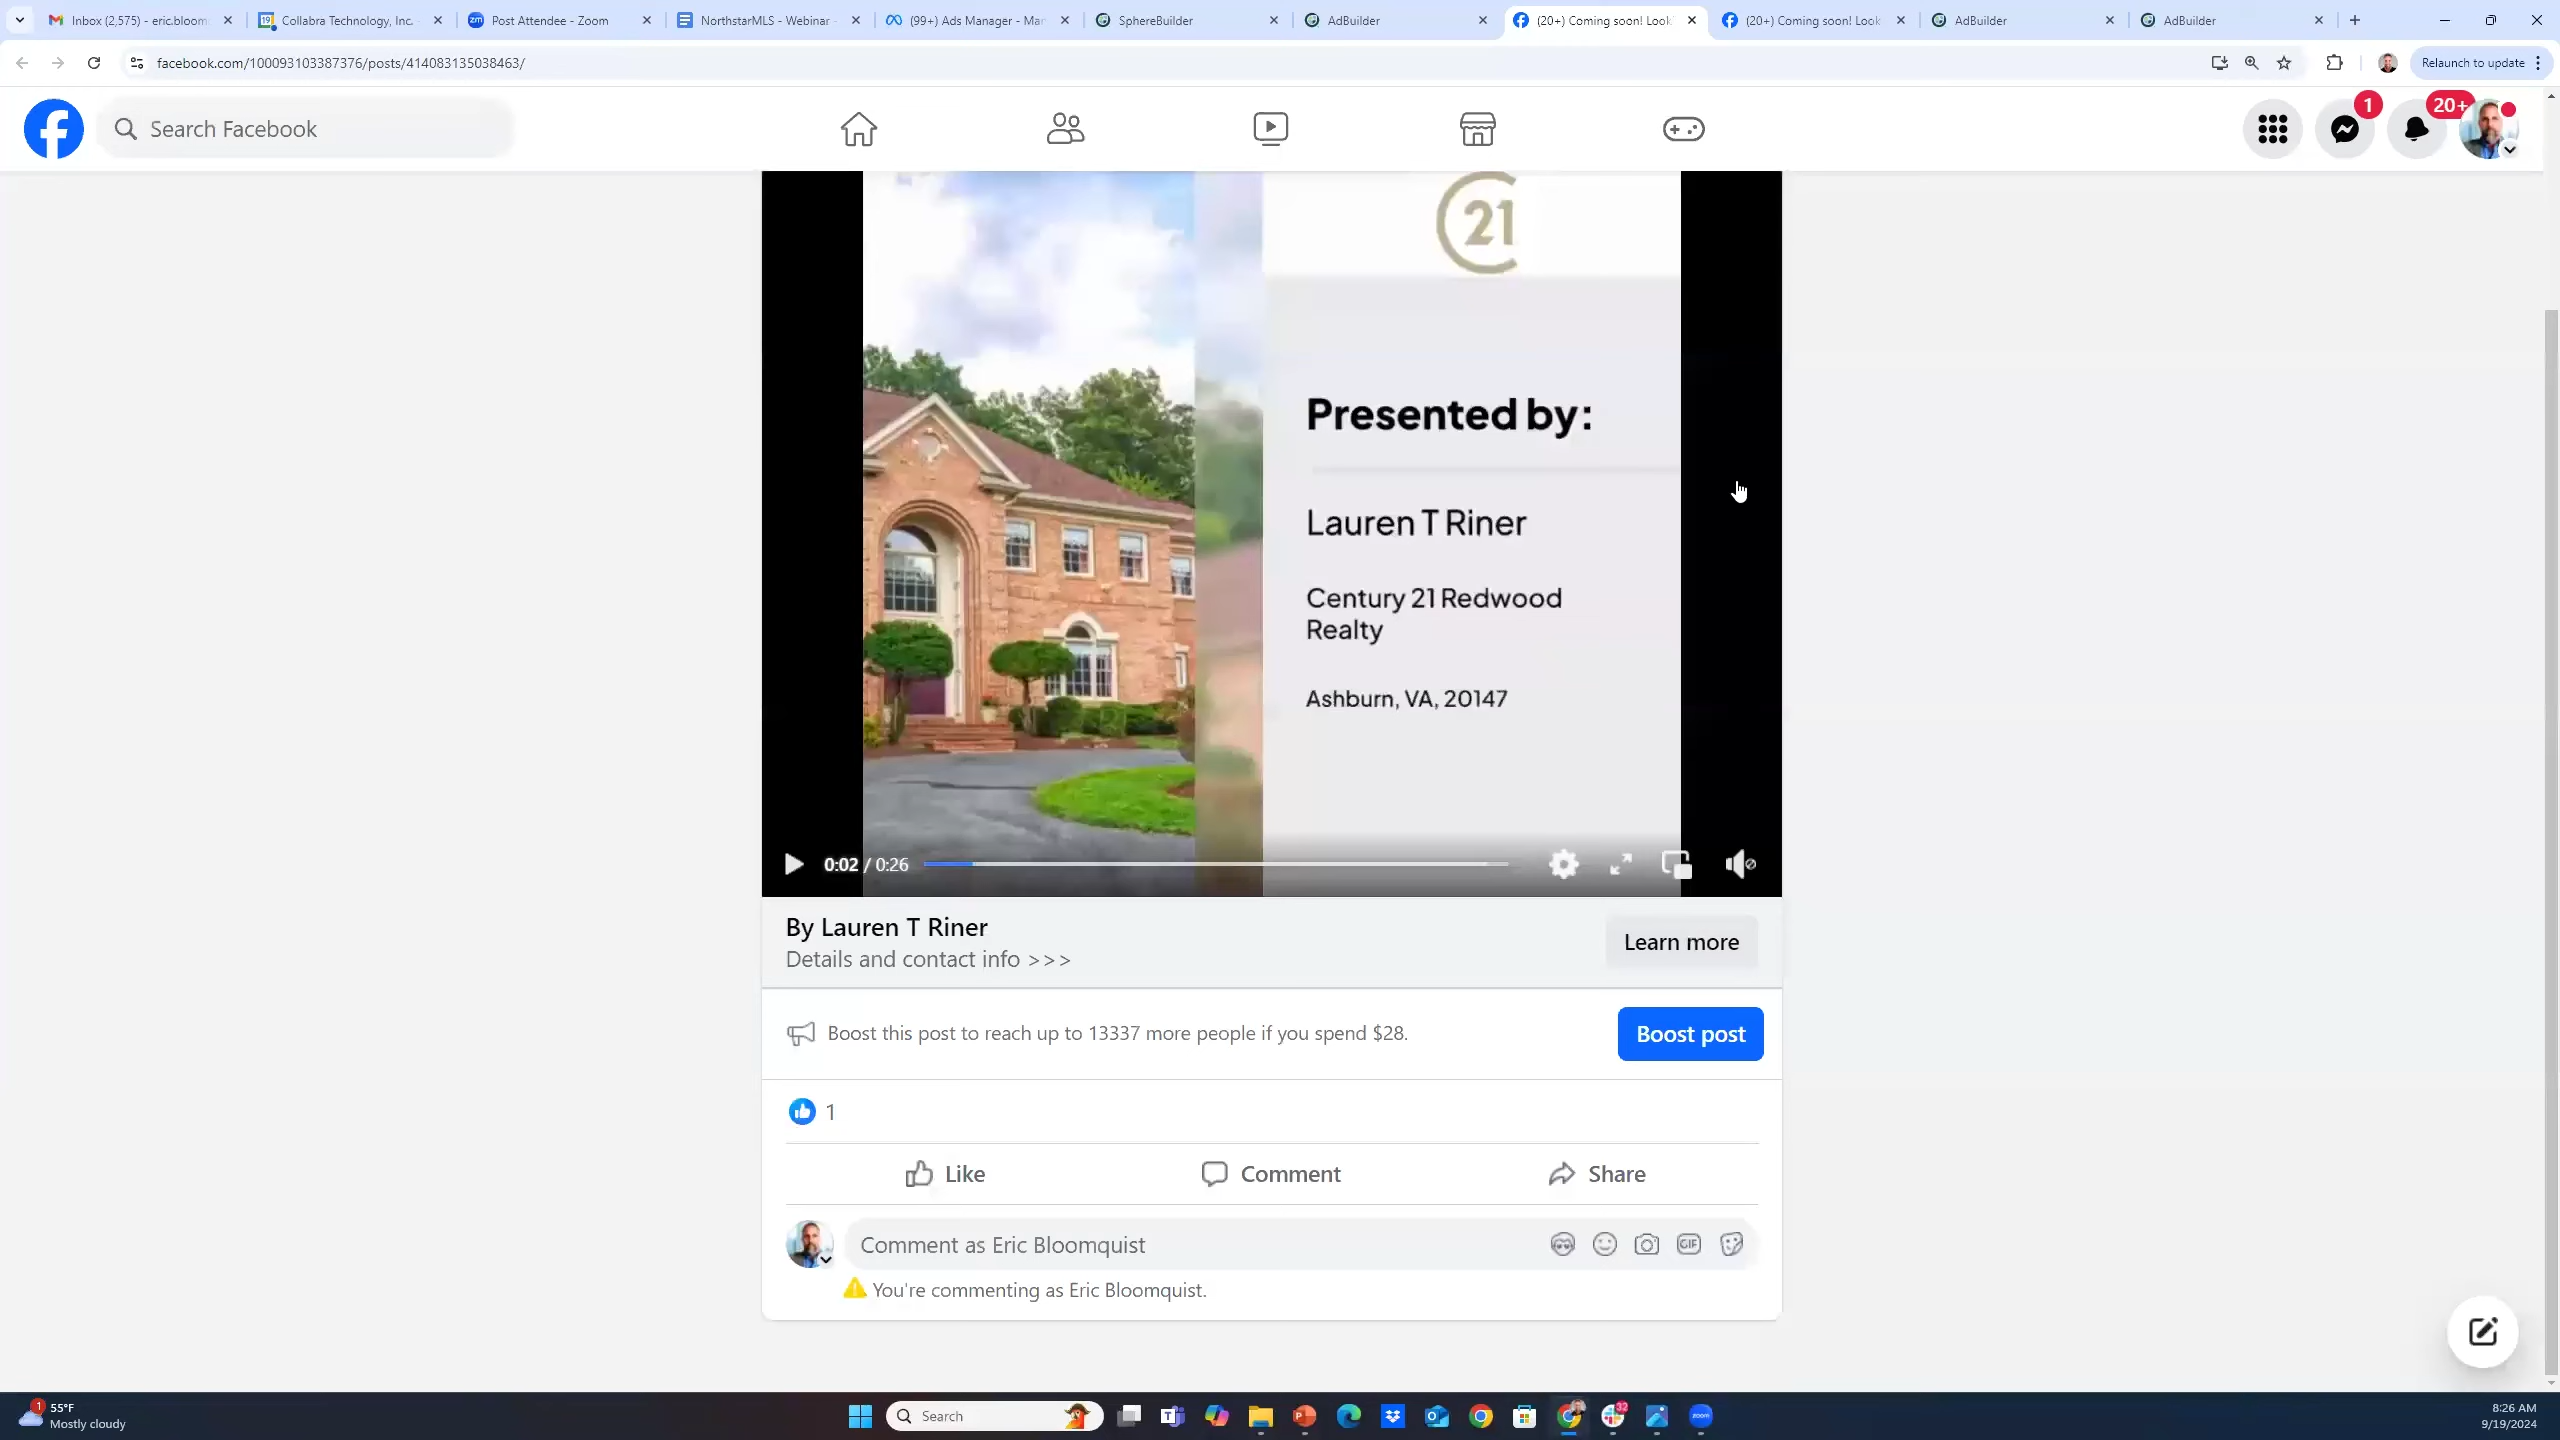 Inbox (2,575) - eric.bloom
Collabra Technology, Inc.
Post Attendee - Zoom
NorthstarMLS - Webinar
(99+) Ads Manager - Man
SphereBuilder
AdBuilder
(20+) Coming soon! Look
(20+) Coming soon! Look
AdBuilder
AdBuilder
facebook.com/100093103387376/posts/414083135038463/
Relaunch to update
Search Facebook
1
20+
21
Presented by:
Lauren T Riner
Century 21 Redwood
Realty
Ashburn, VA, 20147
0:02 / 0:26
By Lauren T Riner
Details and contact info >>>
Learn more
Boost this post to reach up to 13337 more people if you spend $28.
Boost post
1
Like
Comment
Share
Comment as Eric Bloomquist
GIF
You're commenting as Eric Bloomquist.
1
55°F
Mostly cloudy
Search
32
zoom
8:26 AM
9/19/2024